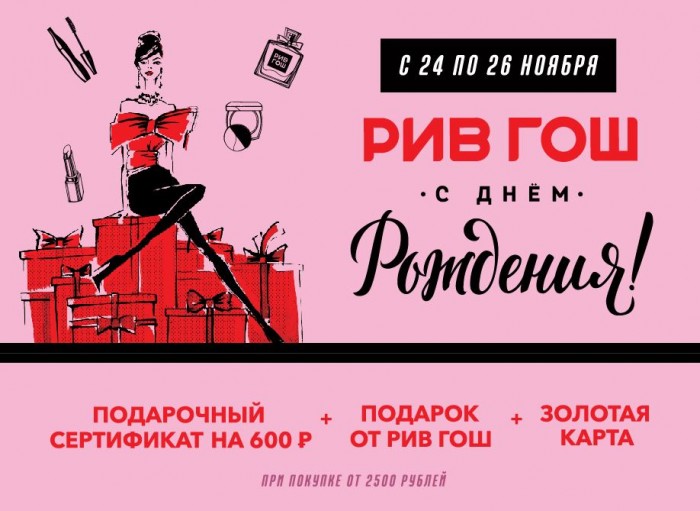 РИВ
ГОШ
С 24 ПО 26 НОЯБРЯ
РИВ ГОШ
· С ДНЁМ ·
Рождения!
ПОДАРОЧНЫЙ
СЕРТИФИКАТ НА 600 ₽
+
ПОДАРОК
ОТ РИВ ГОШ
+
ЗОЛОТАЯ
КАРТА
ПРИ ПОКУПКЕ ОТ 2500 РУБЛЕЙ